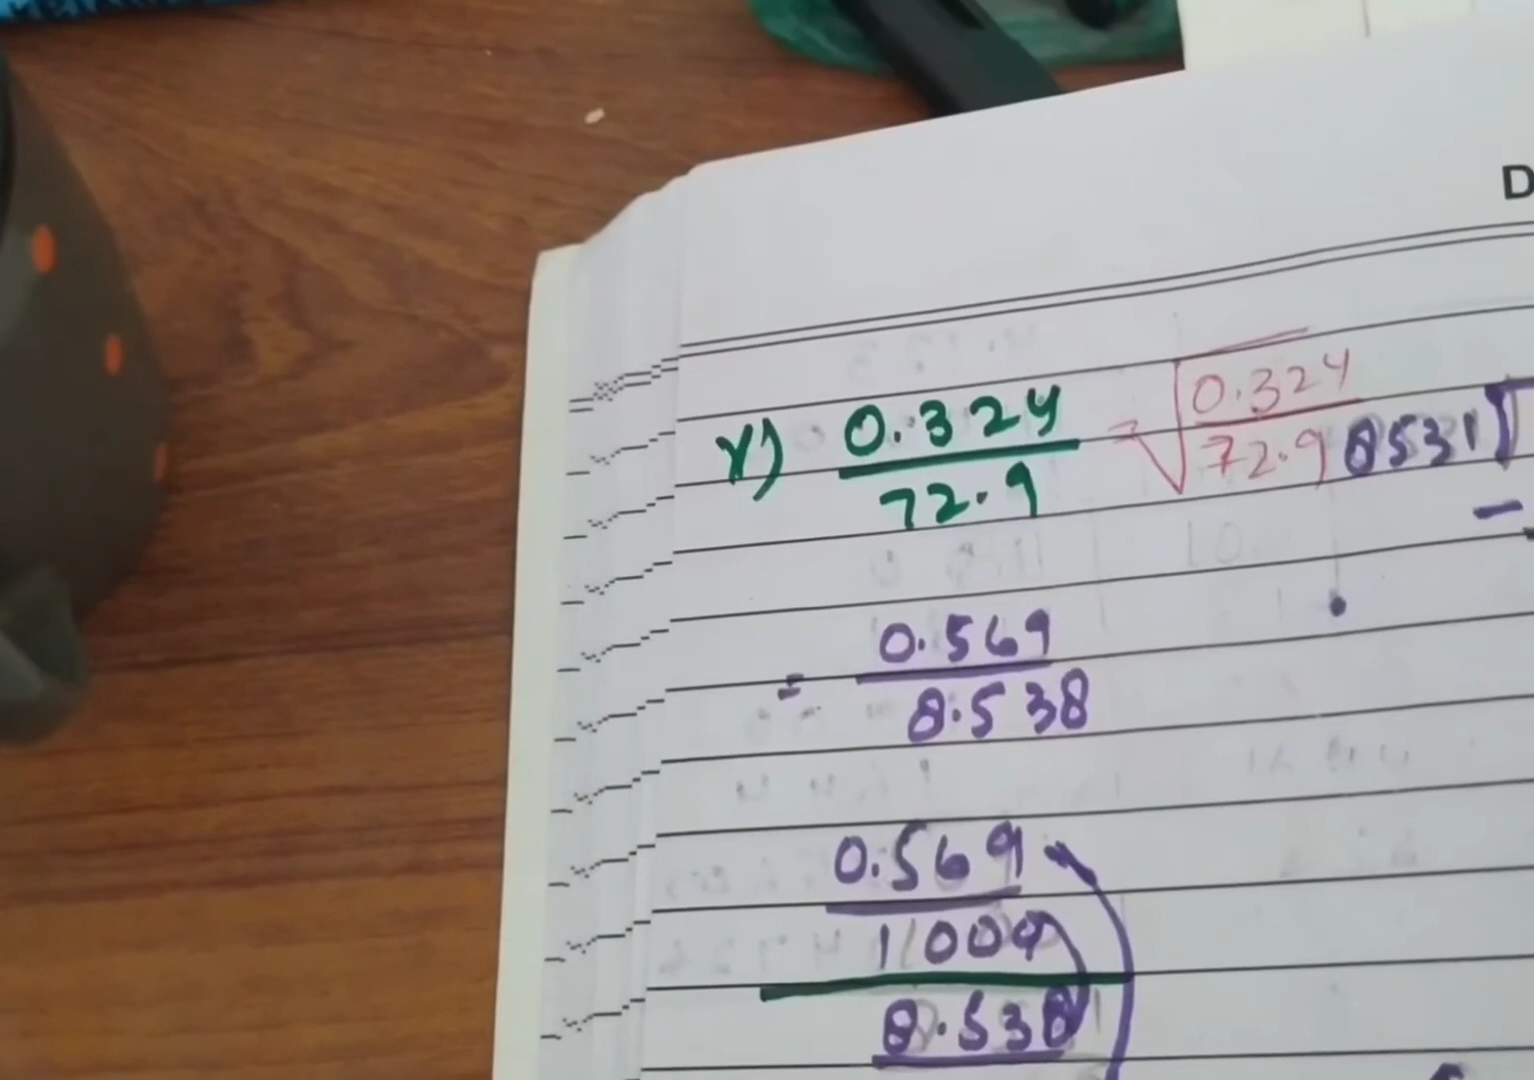 D
v) 0.324 = √0.324
72.9 72.9 8531
= 0.569
8.538
0.569
1000
8.538